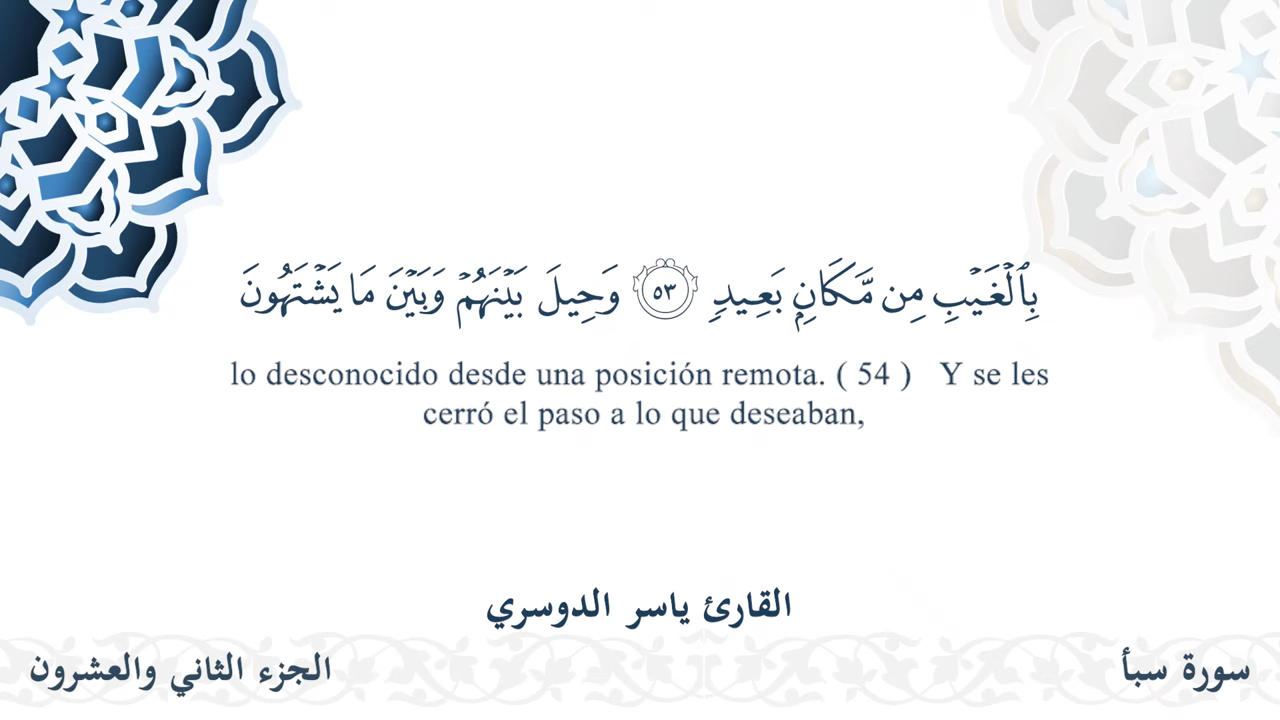 بِٱلْغَيْبِ مِن مَّكَانِۭ بَعِيدٍۢ ٥٣ وَحِيلَ بَيْنَهُمْ وَبَيْنَ مَا يَشْتَهُونَ
lo desconocido desde una posición remota. ( 54 ) Y se les
cerró el paso a lo que deseaban,
القارئ ياسر الدوسري
سورة سبأ
الجزء الثاني والعشرون